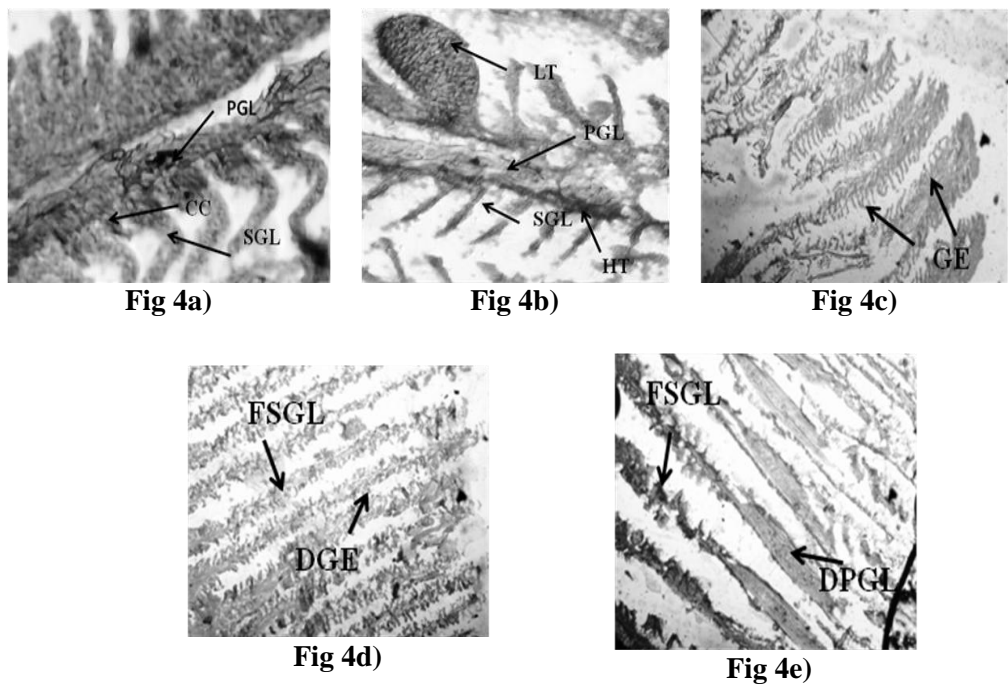 PGL
CC
SGL
Fig 4a)
LT
PGL
SGL
HT
Fig 4b)
GE
Fig 4c)
FSGL
DGE
Fig 4d)
FSGL
DPGL
Fig 4e)